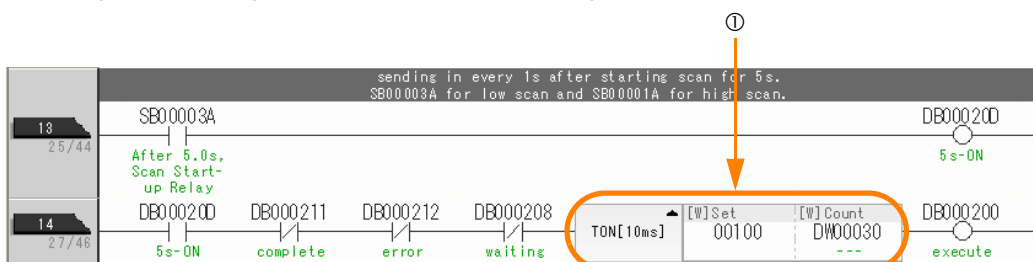 ①
sending in every 1s after starting scan for 5s.
SB00003A for low scan and SB00001A for high scan.
13
25/44
SB00003A
After 5.0s,
Scan Start-
up Relay
DB00020D
5s-ON
14
27/46
DB00020D
5s-ON
DB000211
complete
DB000212
error
DB000208
waiting
TON[10ms]
[W]Set
00100
[W]Count
DW00030
---
DB000200
execute